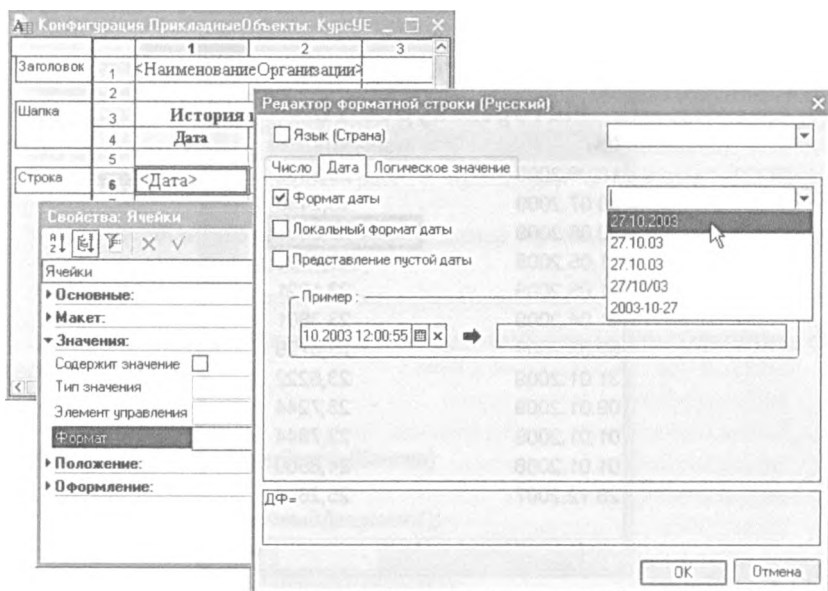 Конфигурация ПрикладныеОбъекты: КурсУЕ
1 2 3
Заголовок 1 <НаименованиеОрганизации>
2
Шапка 3 История
4 Дата
5
Строка 6 <Дата>
Свойства: Ячейки
Ячейки
Основные:
Макет:
Значения:
Содержит значение
Тип значения
Элемент управления
Формат
Положение:
Оформление:
Редактор форматной строки (Русский)
Язык (Страна)
Число Дата Логическое значение
Формат даты
Локальный формат даты
Представление пустой даты
27.10.2003
27.10.03
27.10.03
27/10/03
2003-10-27
Пример:
10.2003 12:00:55
ДФ=
OK Отмена